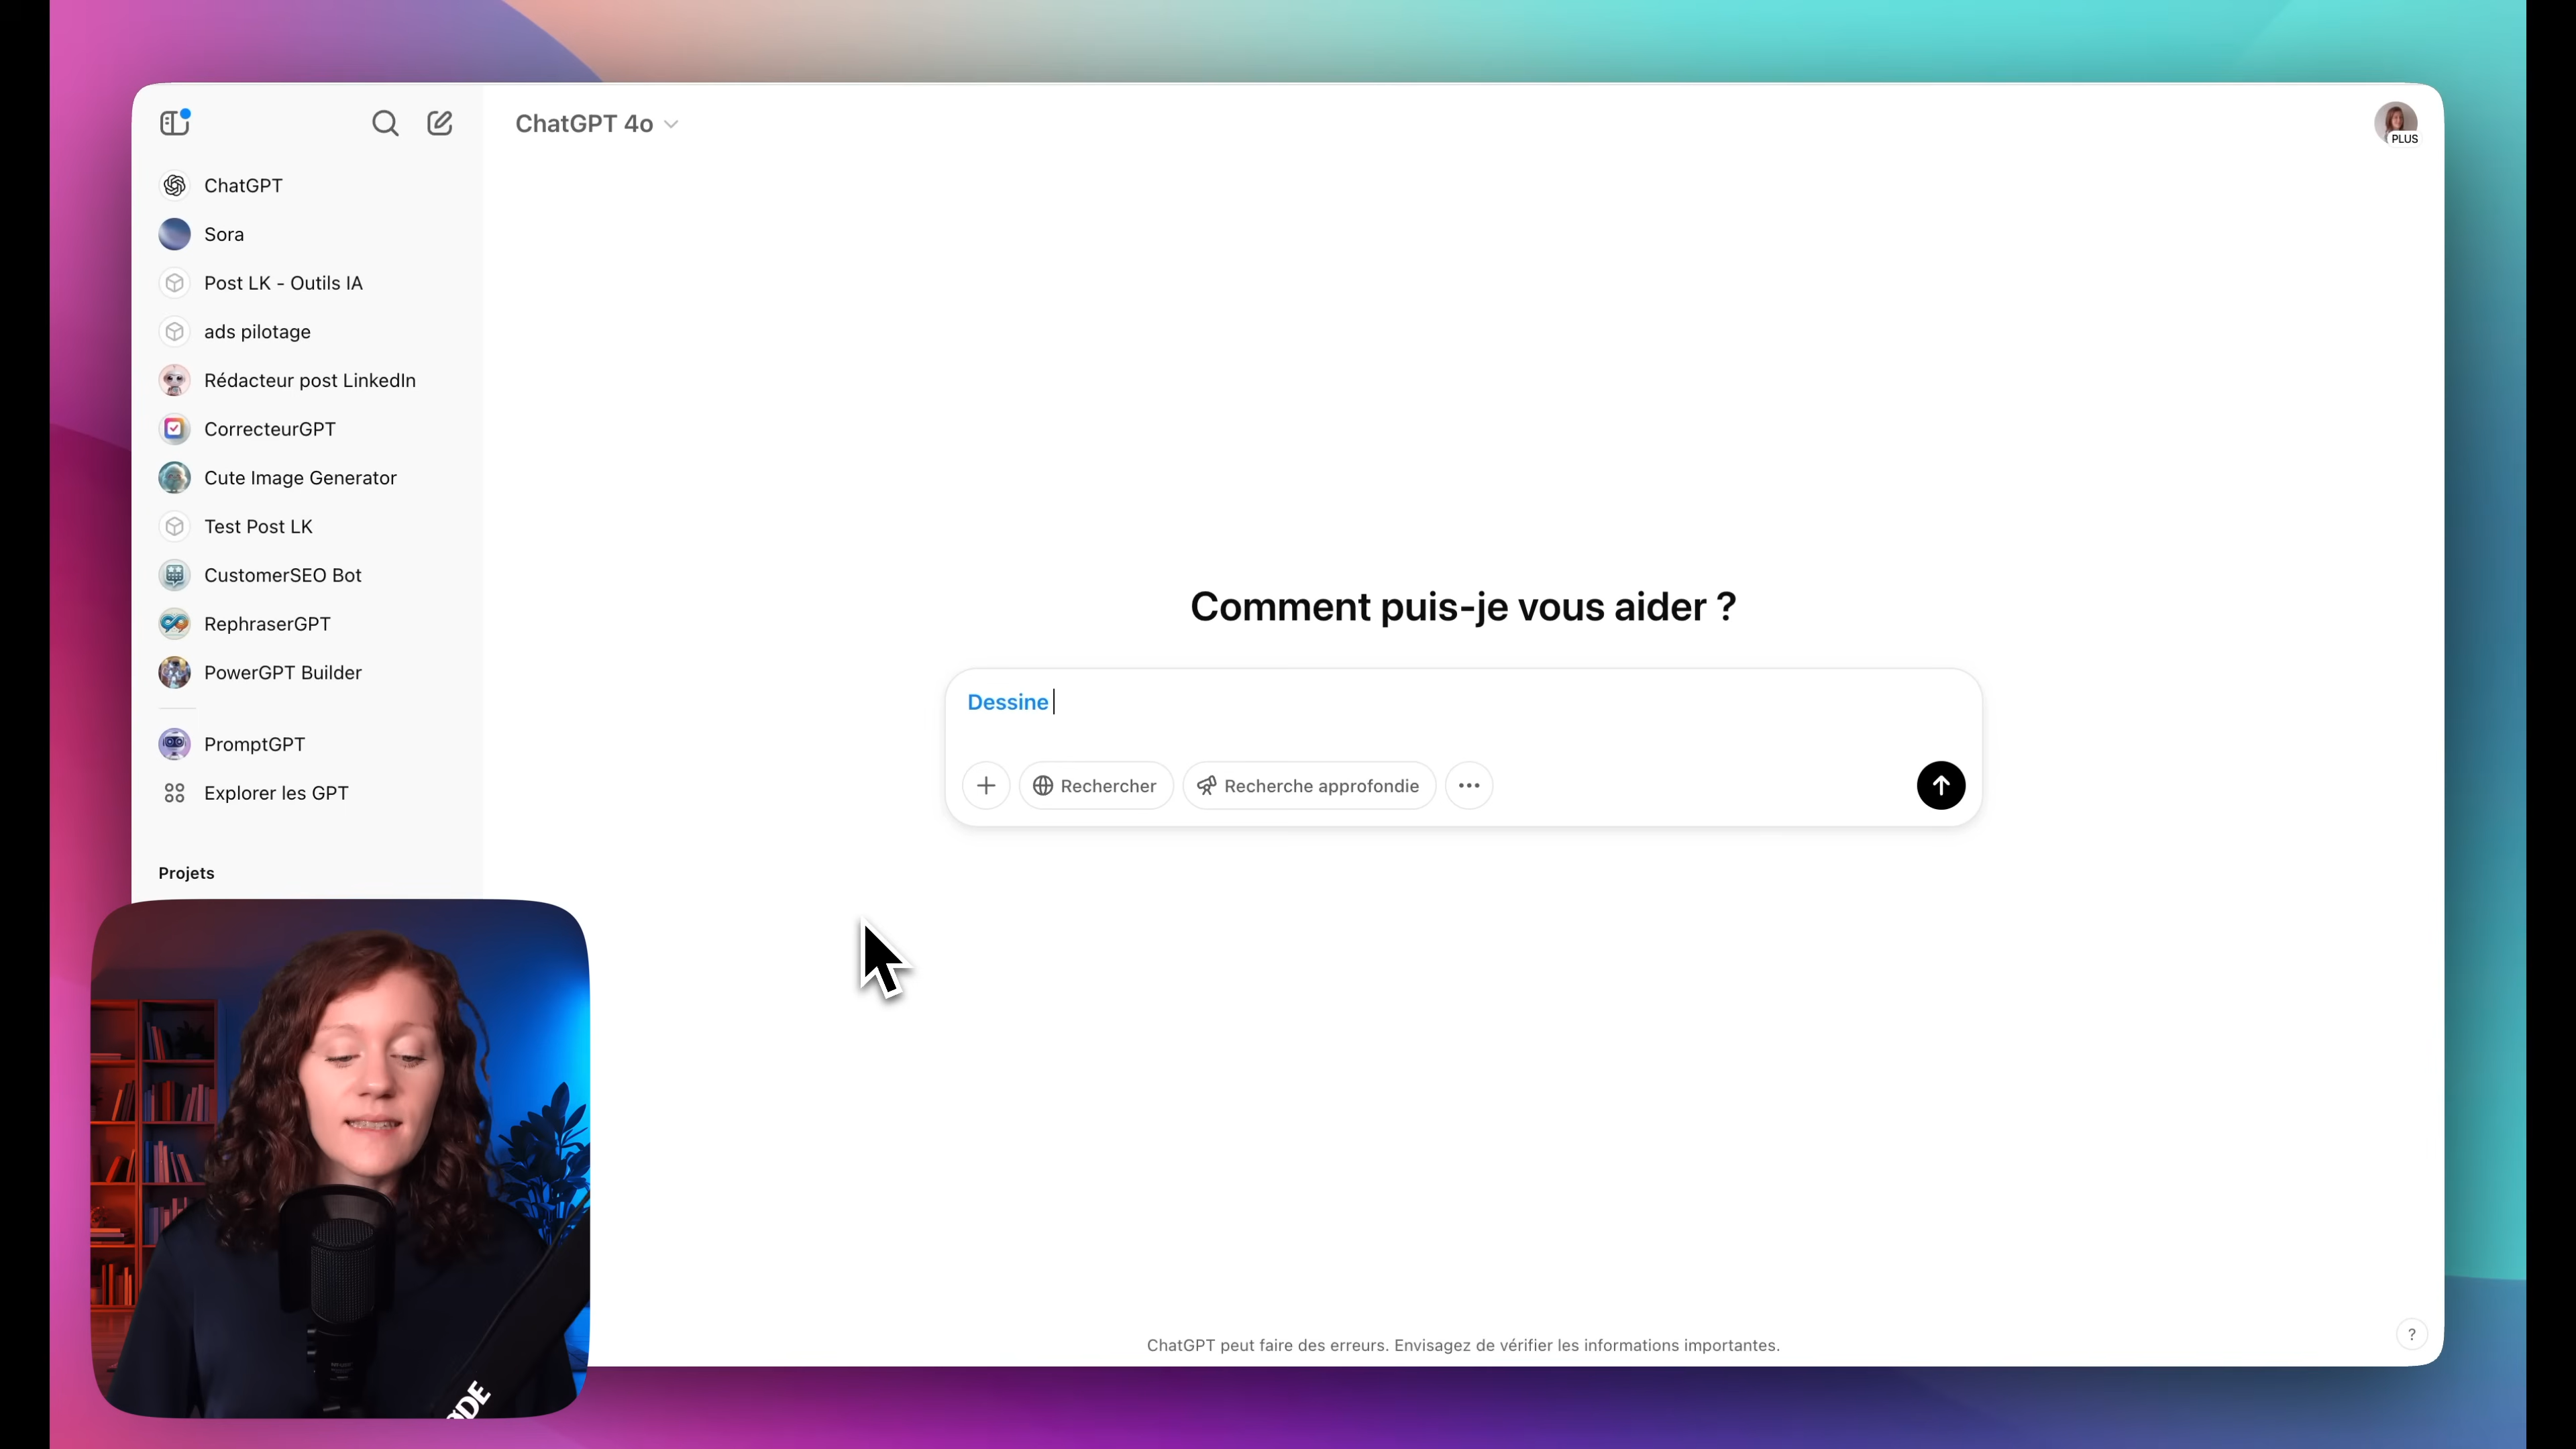 ChatGPT 4o
PLUS
ChatGPT
Sora
Post LK - Outils IA
ads pilotage
Rédacteur post LinkedIn
CorrecteurGPT
Cute Image Generator
Test Post LK
CustomerSEO Bot
RephraserGPT
PowerGPT Builder
PromptGPT
Explorer les GPT
Projets
Comment puis-je vous aider ?
Dessine
Rechercher
Recherche approfondie
ChatGPT peut faire des erreurs. Envisagez de vérifier les informations importantes.
?